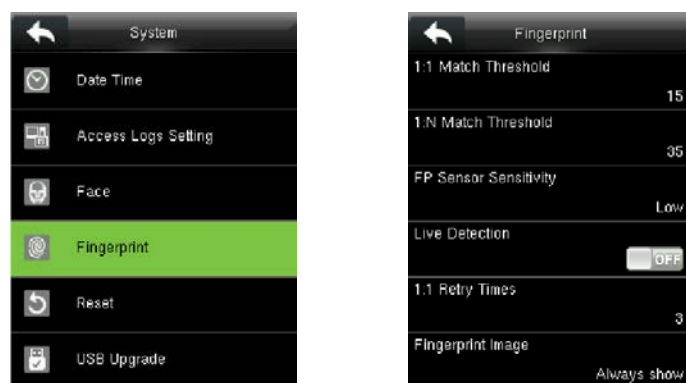 System
Date Time
Access Logs Setting
Face
Fingerprint
Reset
USB Upgrade
Fingerprint
1:1 Match Threshold
15
1:N Match Threshold
35
FP Sensor Sensitivity
Low
Live Detection
OFF
1:1 Retry Times
3
Fingerprint Image
Always show